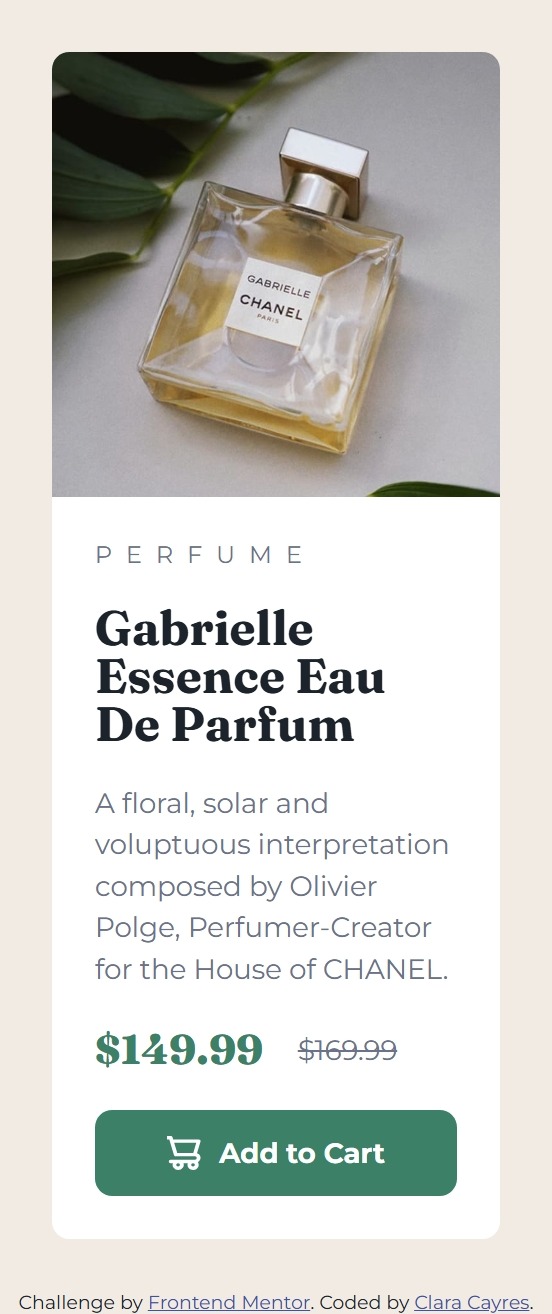 GABRIELLE
CHANEL
PARIS
PERFUME
Gabrielle
Essence Eau
De Parfum
A floral, solar and
voluptuous interpretation
composed by Olivier
Polge, Perfumer-Creator
for the House of CHANEL.
$149.99 $169.99
Add to Cart
Challenge by Frontend Mentor. Coded by Clara Cayres.